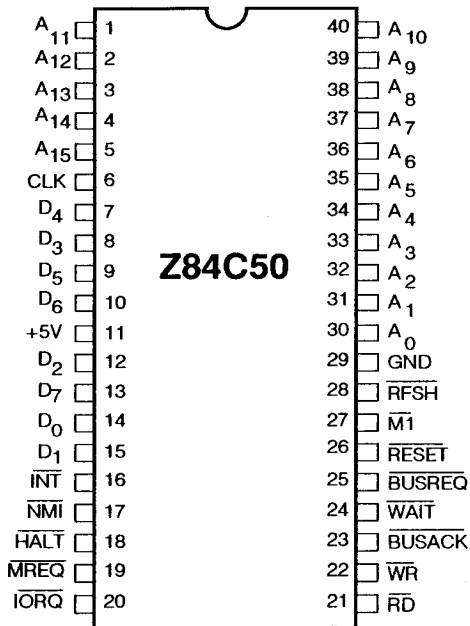 A11 1 40 A10
A12 2 39 A9
A13 3 38 A8
A14 4 37 A7
A15 5 36 A6
CLK 6 35 A5
D4 7 34 A4
D3 8 33 A3
D5 9 Z84C50 32 A2
D6 10 31 A1
+5V 11 30 A0
D2 12 29 GND
D7 13 28 RFSH
D0 14 27 M1
D1 15 26 RESET
INT 16 25 BUSREQ
NMI 17 24 WAIT
HALT 18 23 BUSACK
MREQ 19 22 WR
IORQ 20 21 RD